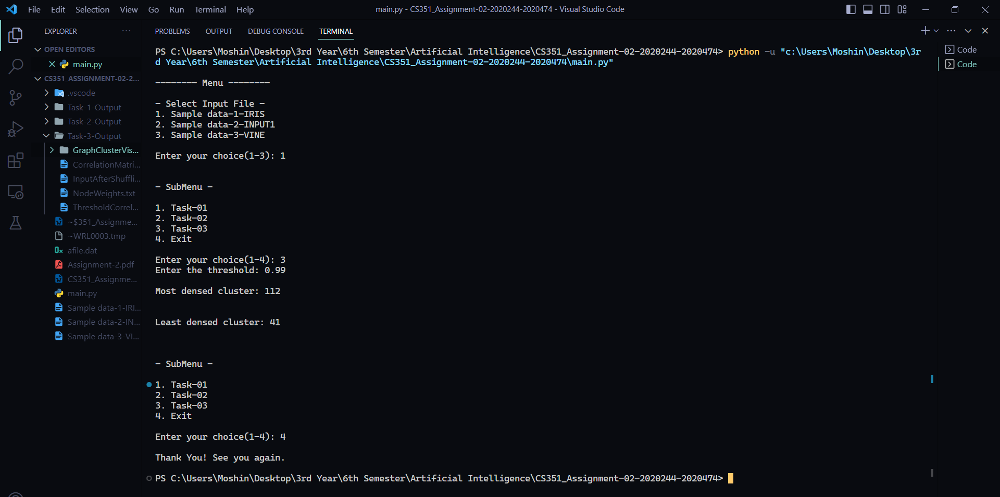 File Edit Selection View Go Run Terminal Help
main.py - CS351_Assignment-02-2020244-2020474 - Visual Studio Code
EXPLORER
OPEN EDITORS
main.py
CS351_ASSIGNMENT-02-2...
.vscode
Task-1-Output
Task-2-Output
Task-3-Output
GraphClusterVis...
CorrelationMatri...
InputAfterShuffli...
NodeWeights.txt
ThresholdCorrel...
~$351_Assignme...
~WRL0003.tmp
afile.dat
Assignment-2.pdf
CS351_Assignme...
main.py
Sample data-1-IRI...
Sample data-2-IN...
Sample data-3-VI...
PROBLEMS OUTPUT DEBUG CONSOLE TERMINAL
PS C:\Users\Moshin\Desktop\3rd Year\6th Semester\Artificial Intelligence\CS351_Assignment-02-2020244-2020474> python -u "c:\Users\Moshin\Desktop\3r
d Year\6th Semester\Artificial Intelligence\CS351_Assignment-02-2020244-2020474\main.py"
-------- Menu --------
- Select Input File -
1. Sample data-1-IRIS
2. Sample data-2-INPUT1
3. Sample data-3-VINE
Enter your choice(1-3): 1
- SubMenu -
1. Task-01
2. Task-02
3. Task-03
4. Exit
Enter your choice(1-4): 3
Enter the threshold: 0.99
Most densed cluster: 112
Least densed cluster: 41
- SubMenu -
1. Task-01
2. Task-02
3. Task-03
4. Exit
Enter your choice(1-4): 4
Thank You! See you again.
PS C:\Users\Moshin\Desktop\3rd Year\6th Semester\Artificial Intelligence\CS351_Assignment-02-2020244-2020474>
Code
Code